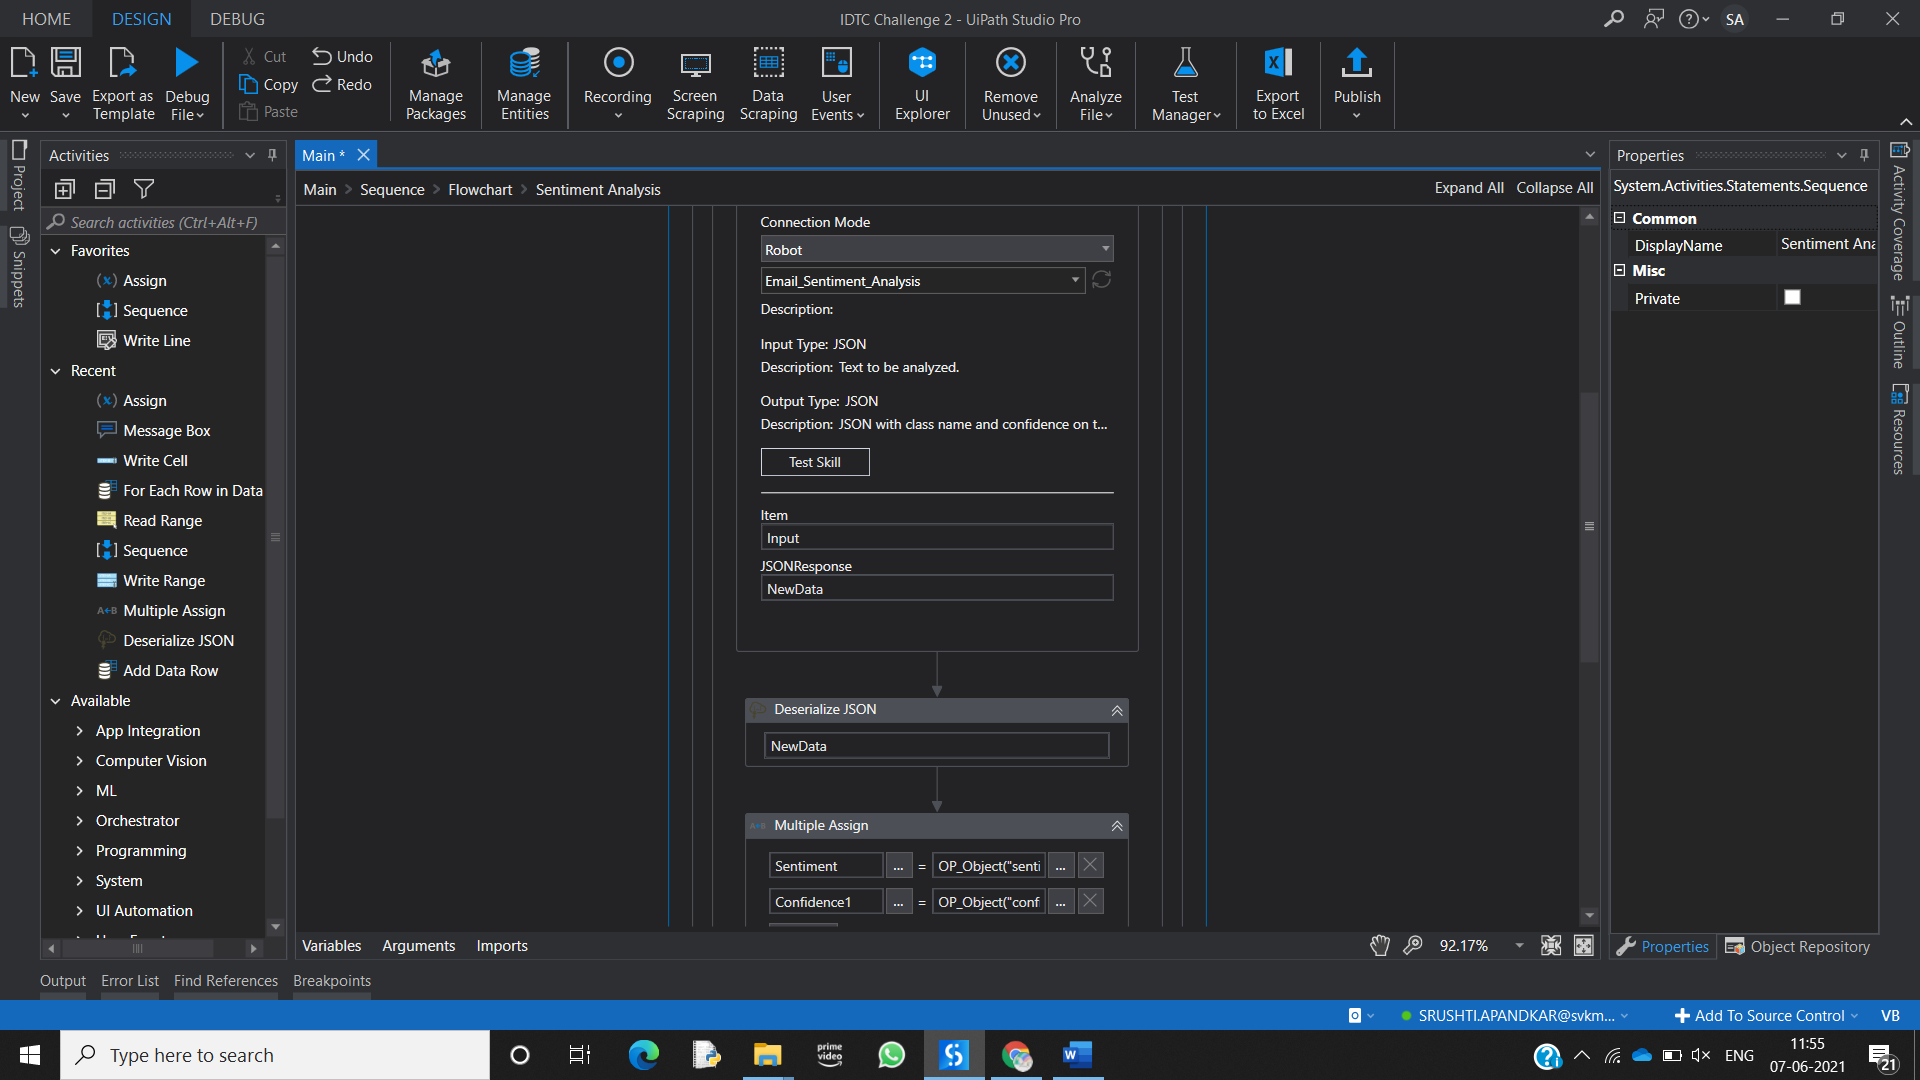 HOME DESIGN DEBUG IDTC Challenge 2 - UiPath Studio Pro SA
New Save Export as Template Debug File Cut Copy Paste Undo Redo Manage Packages Manage Entities Recording Screen Scraping Data Scraping User Events UI Explorer Remove Unused Analyze File Test Manager Export to Excel Publish
Project
Snippets
Activities
Search activities (Ctrl+Alt+F)
Favorites
Assign
Sequence
Write Line
Recent
Assign
Message Box
Write Cell
For Each Row in Data
Read Range
Sequence
Write Range
Multiple Assign
Deserialize JSON
Add Data Row
Available
App Integration
Computer Vision
ML
Orchestrator
Programming
System
UI Automation
Main *
Main > Sequence > Flowchart > Sentiment Analysis Expand All Collapse All
Connection Mode
Robot
Email_Sentiment_Analysis
Description:
Input Type: JSON
Description: Text to be analyzed.
Output Type: JSON
Description: JSON with class name and confidence on t...
Test Skill
Item
Input
JSONResponse
NewData
Deserialize JSON
NewData
Multiple Assign
Sentiment ... = OP_Object("senti ...
Confidence1 ... = OP_Object("conf ...
Variables Arguments Imports 92.17%
Properties
System.Activities.Statements.Sequence
Common
DisplayName Sentiment Ana
Misc
Private
Properties Object Repository
Activity Coverage
Outline
Resources
Output Error List Find References Breakpoints
SRUSHTI.APANDKAR@svkm... Add To Source Control VB
Type here to search prime video ENG 11:55
07-06-2021 21